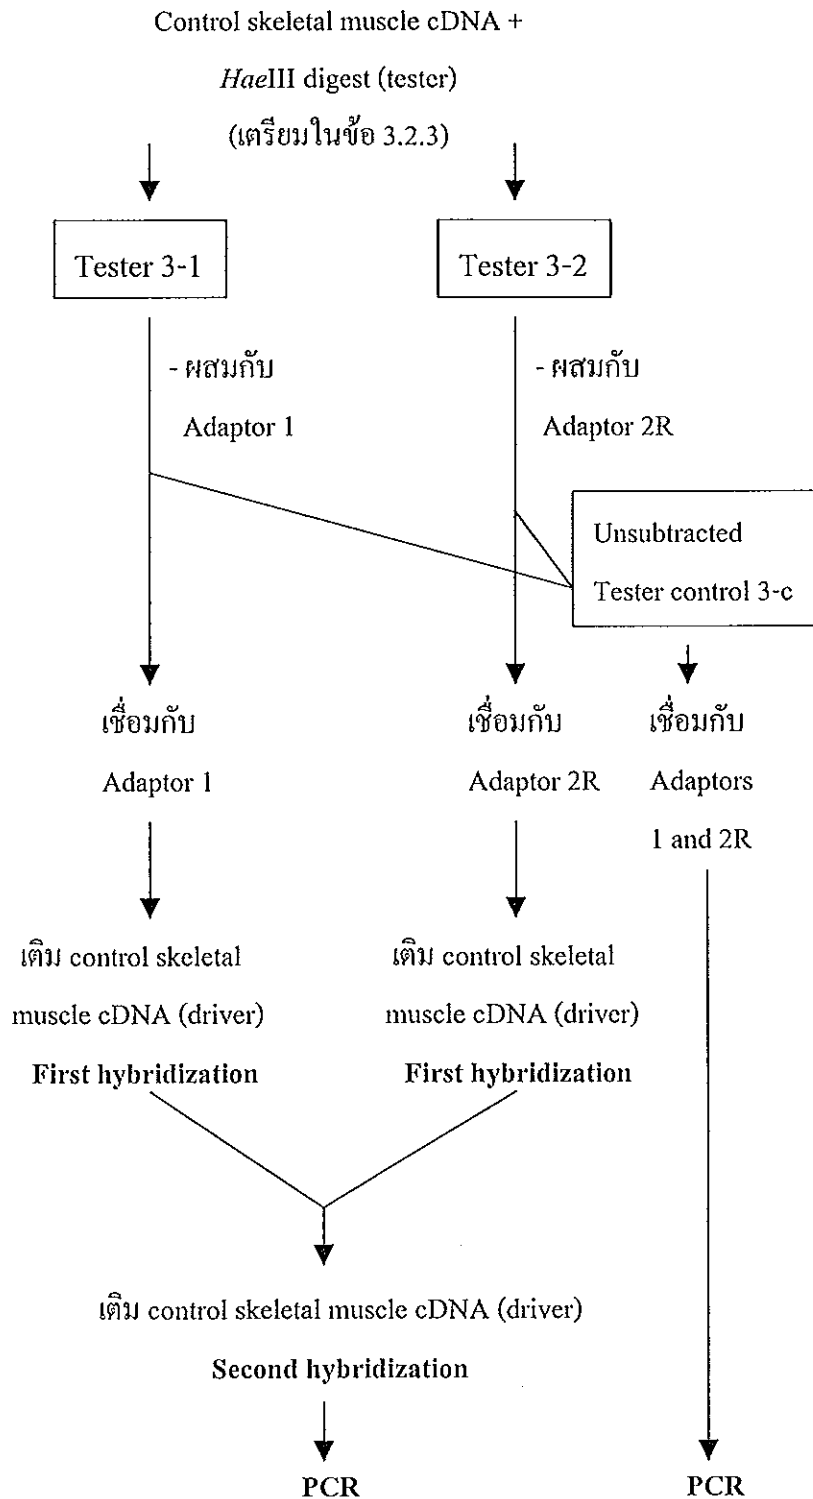 Control skeletal muscle cDNA +
HaeIII digest (tester)
(เตรียมในข้อ 3.2.3)
Tester 3-1
Tester 3-2
- ผสมกับ
Adaptor 1
- ผสมกับ
Adaptor 2R
Unsubtracted
Tester control 3-c
เชื่อมกับ
Adaptor 1
เชื่อมกับ
Adaptor 2R
เชื่อมกับ
Adaptors
1 and 2R
เติม control skeletal
muscle cDNA (driver)
First hybridization
เติม control skeletal
muscle cDNA (driver)
First hybridization
เติม control skeletal muscle cDNA (driver)
Second hybridization
PCR
PCR